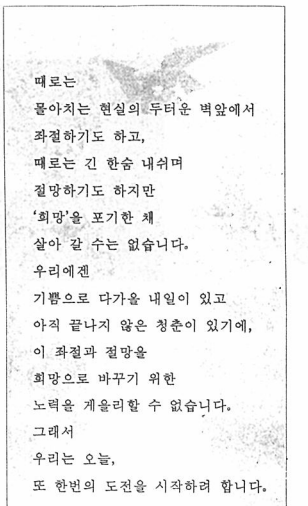 때로는
몰아치는 현실의 두터운 벽앞에서
좌절하기도 하고,
때로는 긴 한숨 내쉬며
절망하기도 하지만
‘희망’을 포기한 채
살아 갈 수는 없습니다.
우리에겐
기쁨으로 다가올 내일이 있고
아직 끝나지 않은 청춘이 있기에,
이 좌절과 절망을
희망으로 바꾸기 위한
노력을 게을리할 수 없습니다.
그래서
우리는 오늘,
또 한번의 도전을 시작하려 합니다.